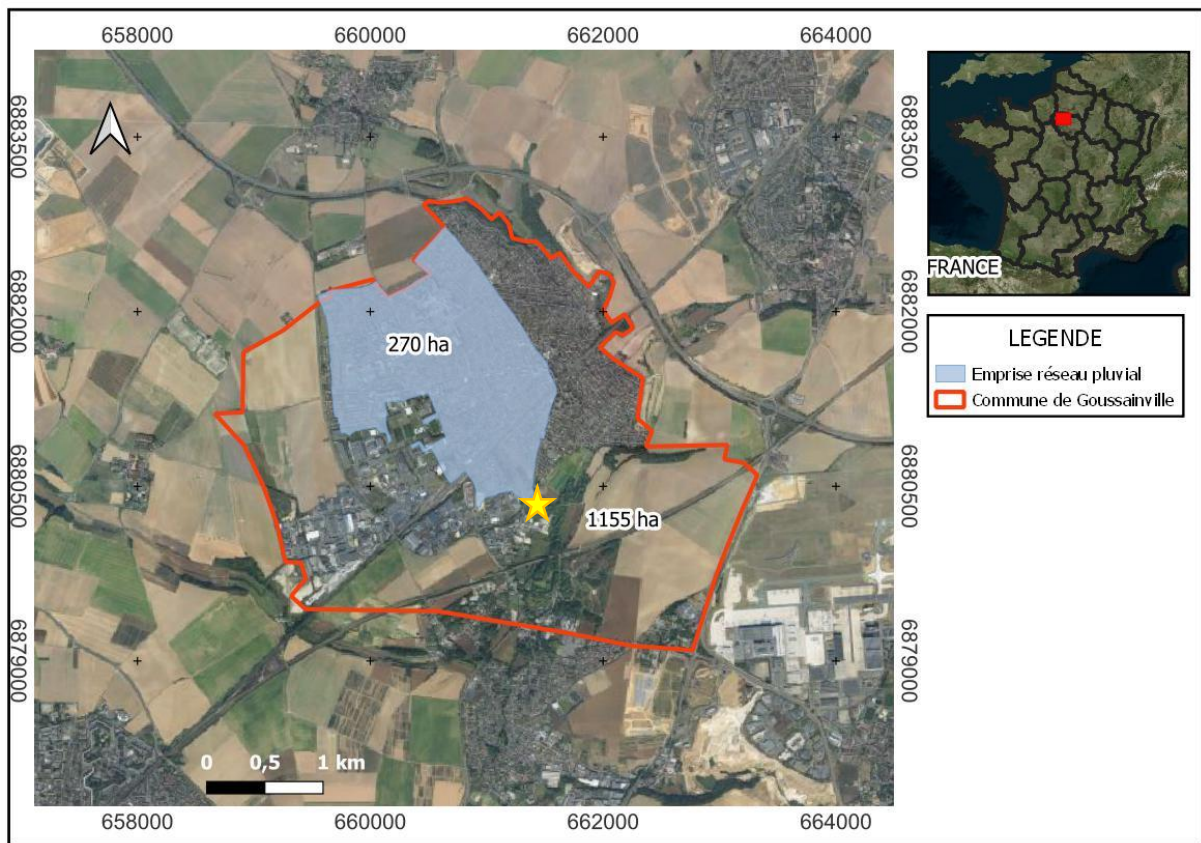 658000 660000 662000 664000
6883500 6883500
6882000 6882000
270 ha
6880500 6880500
1155 ha
6879000 6879000
0 0,5 1 km
658000 660000 662000 664000
FRANCE
LEGENDE
Emprise réseau pluvial
Commune de Goussainville